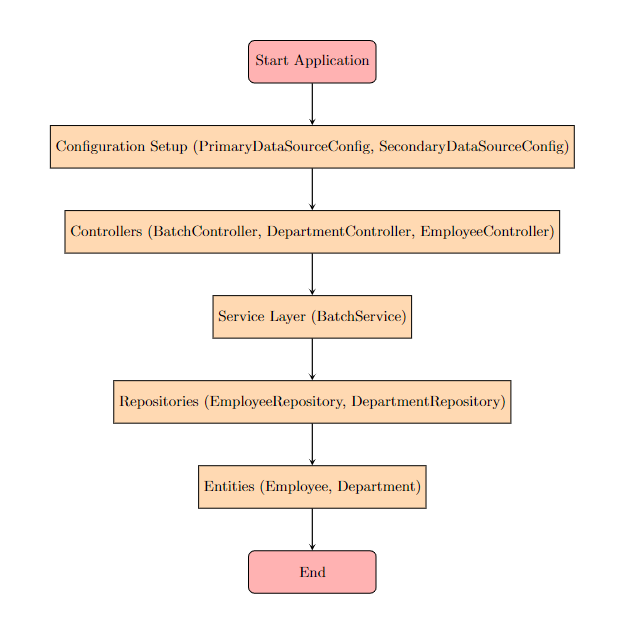 Start Application
Configuration Setup (PrimaryDataSourceConfig, SecondaryDataSourceConfig)
Controllers (BatchController, DepartmentController, EmployeeController)
Service Layer (BatchService)
Repositories (EmployeeRepository, DepartmentRepository)
Entities (Employee, Department)
End